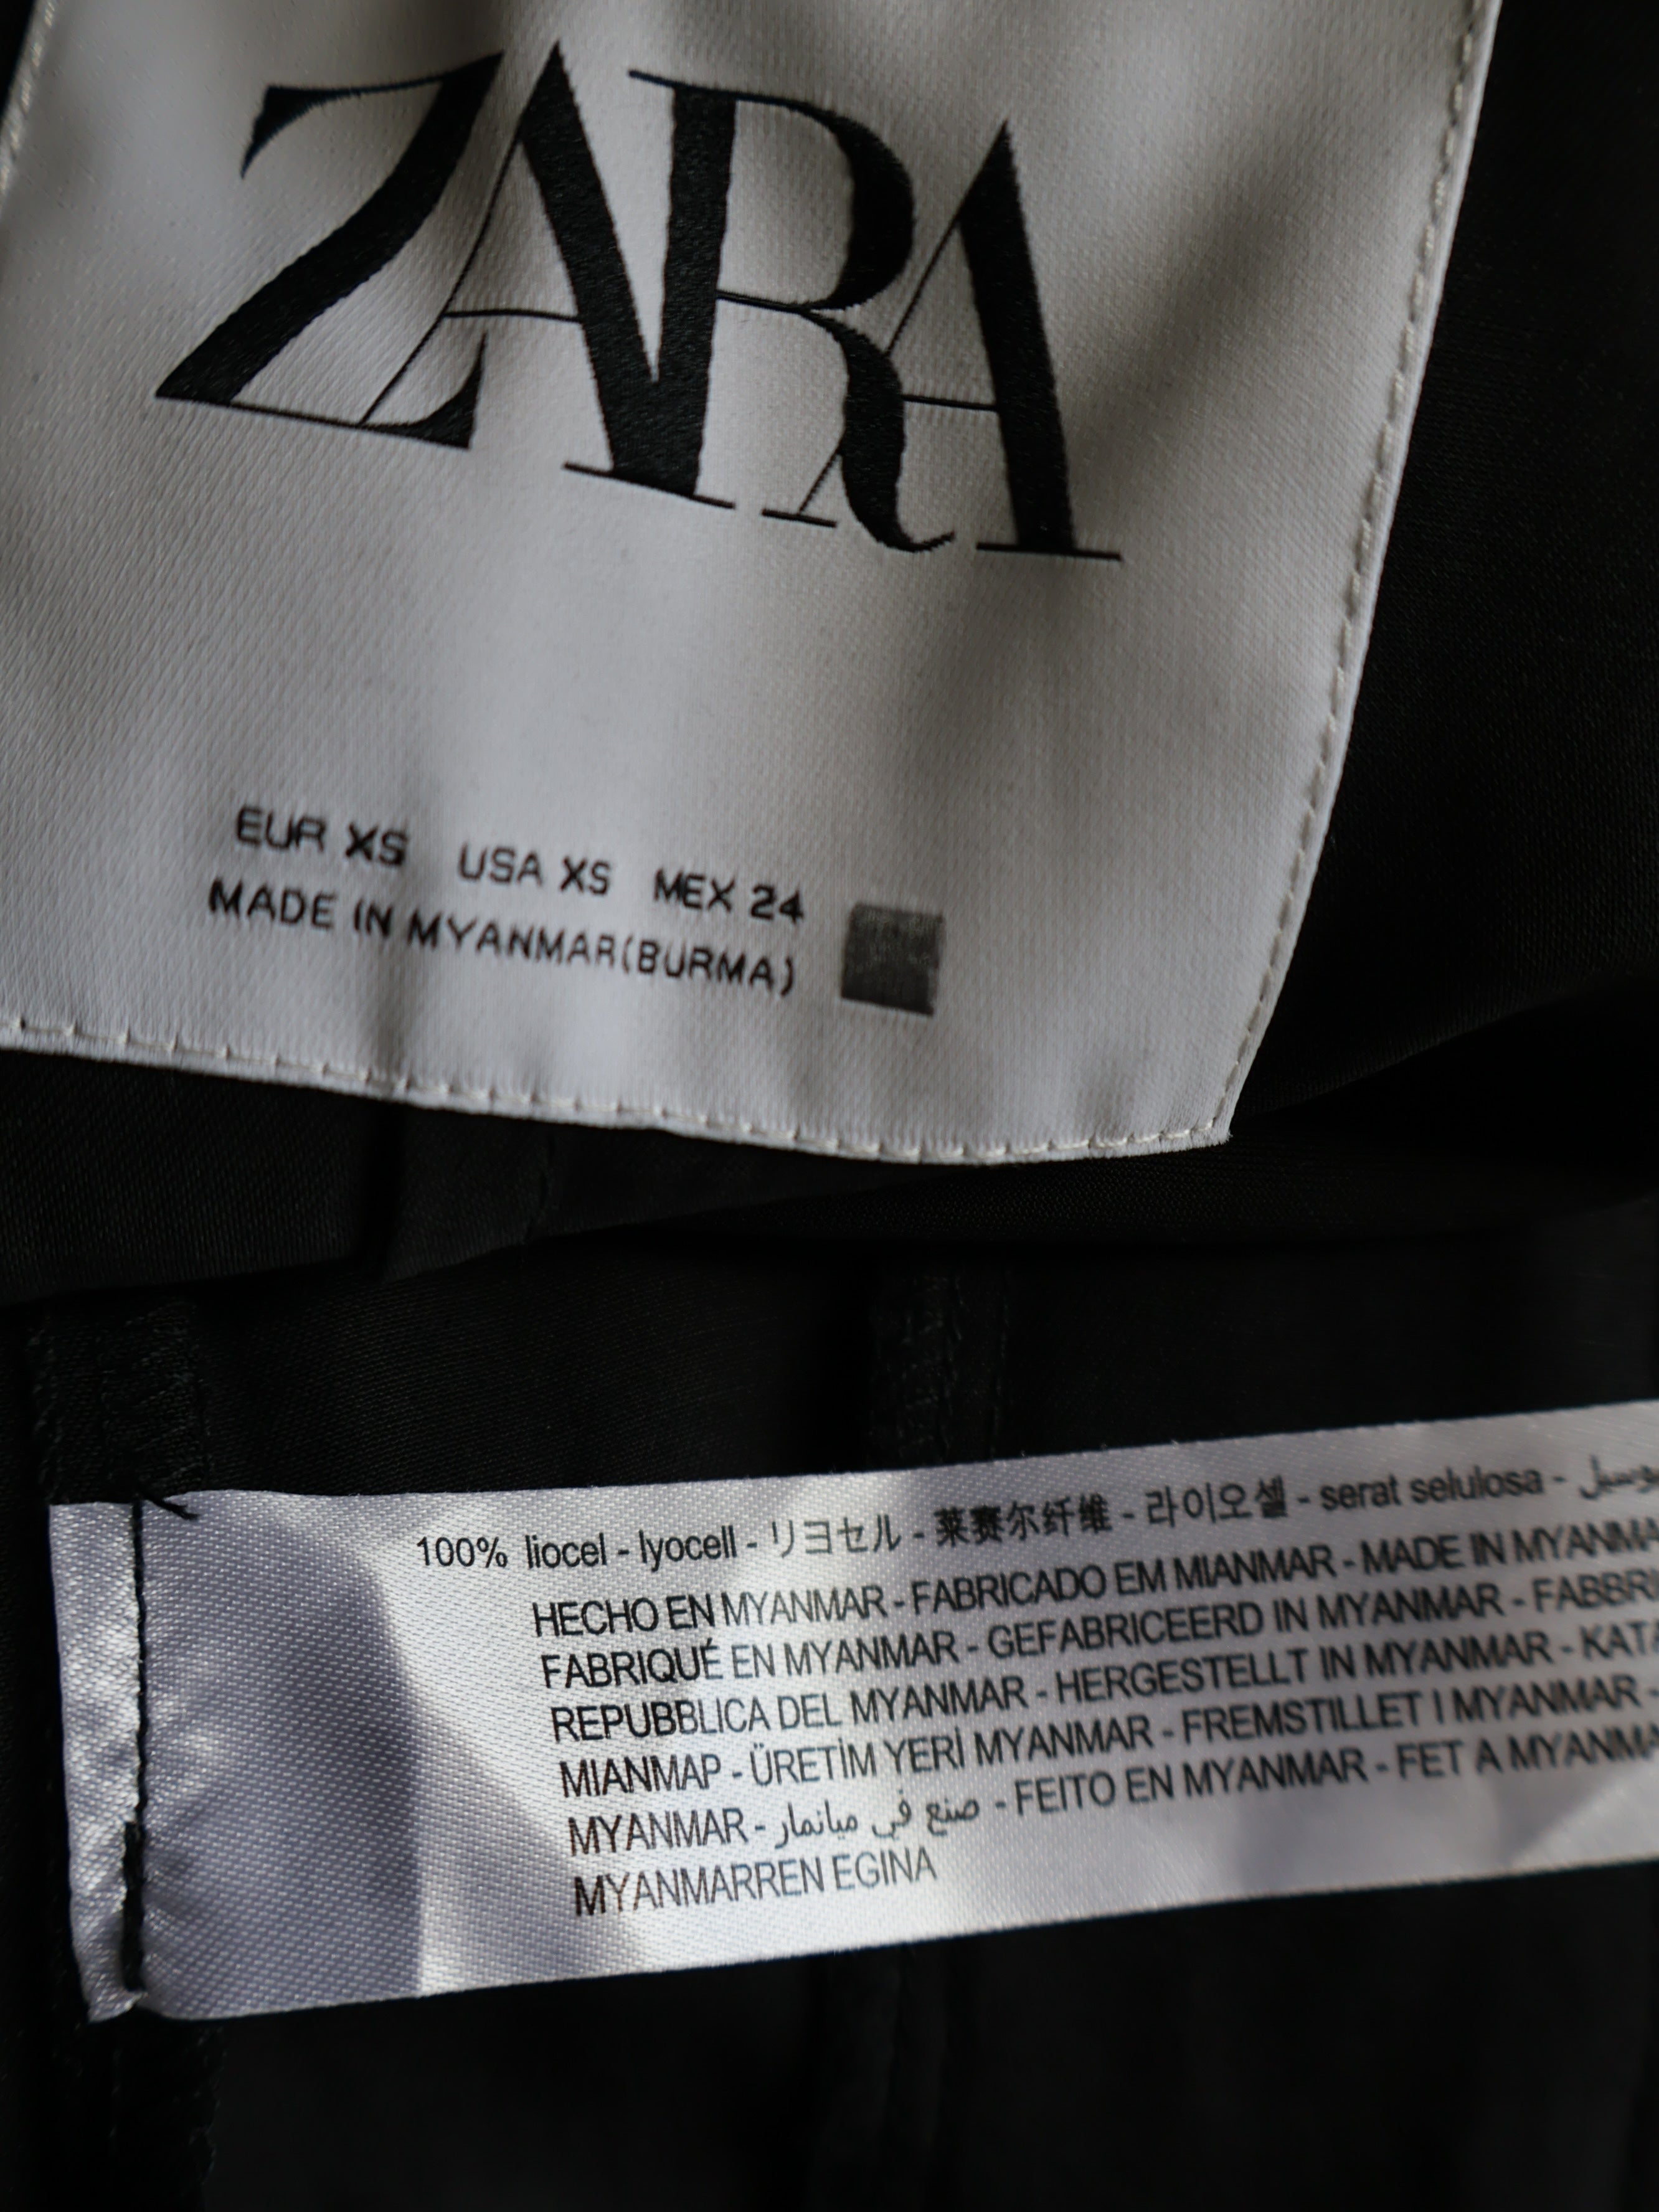 ZARA
EUR XS USA XS MEX 24
MADE IN MYANMAR(BURMA)
100% liocel - lyocell - リヨセル - 莱赛尔纤维 - 라이오셀 - serat selulosa -
HECHO EN MYANMAR - FABRICADO EM MIANMAR - MADE IN MYANMA
FABRIQUÉ EN MYANMAR - GEFABRICEERD IN MYANMAR - FABBRI
REPUBBLICA DEL MYANMAR - HERGESTELLT IN MYANMAR - KATA
MIANMAP - ÜRETİM YERİ MYANMAR - FREMSTILLET I MYANMAR -
MYANMAR - صنع في ميانمار - FEITO EN MYANMAR - FET A MYANMA
MYANMARREN EGINA